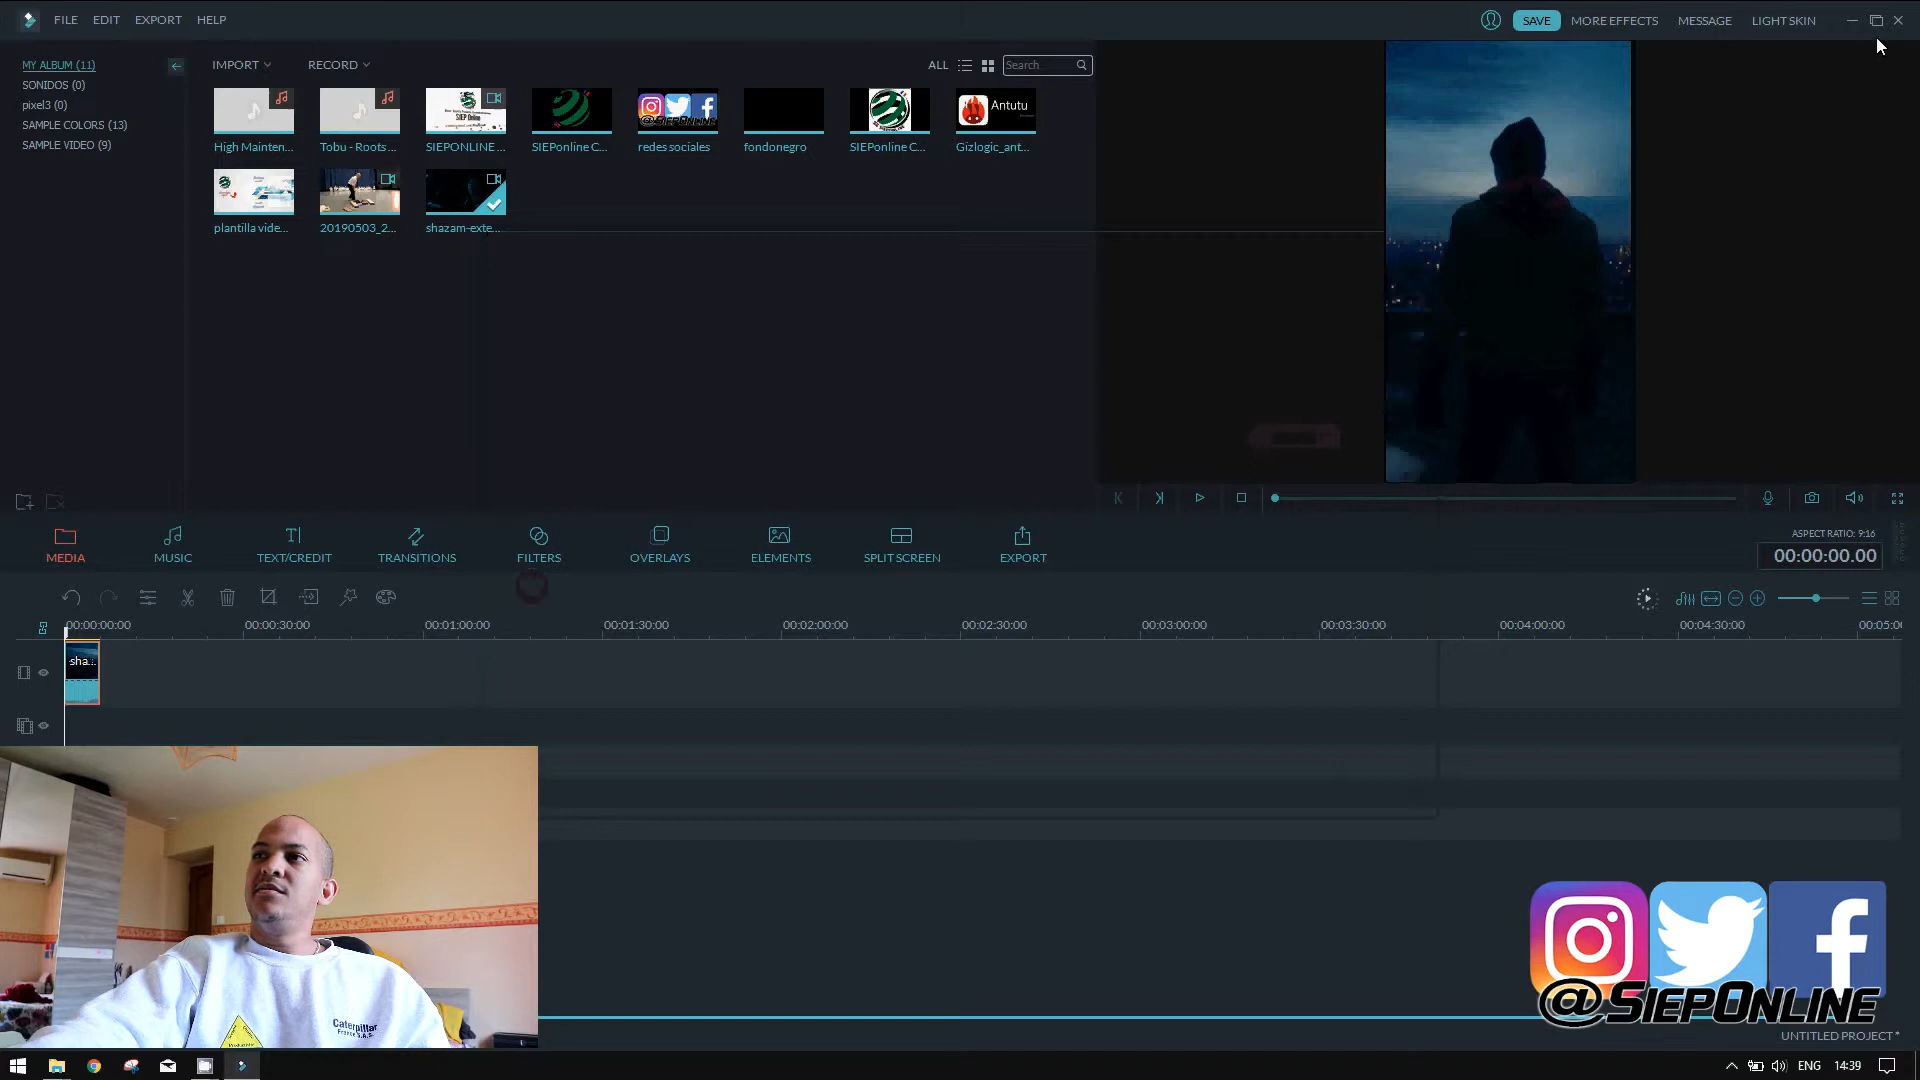 FILE EDIT EXPORT HELP
SAVE MORE EFFECTS MESSAGE LIGHT SKIN
MY ALBUM (11)
SONIDOS (0)
pixel3 (0)
SAMPLE COLORS (13)
SAMPLE VIDEO (9)
IMPORT RECORD ALL Search
SIEP Online
Antutu
@SIEPONLINE
High Mainten... Tobu - Roots ... SIEPONLINE ... SIEPonline C... redes sociales fondonegro SIEPonline C... Gizlogic_ant...
plantilla vide... 20190503_2... shazam-exte...
MEDIA MUSIC TEXT/CREDIT TRANSITIONS FILTERS OVERLAYS ELEMENTS SPLIT SCREEN EXPORT
ASPECT RATIO: 9:16
00:00:00.00
00:00:00:00 00:00:30:00 00:01:00:00 00:01:30:00 00:02:00:00 00:02:30:00 00:03:00:00 00:03:30:00 00:04:00:00 00:04:30:00 00:05:0
sha...
Caterpillar
France S.A.S.
@SIEPONLINE
UNTITLED PROJECT *
ENG 14:39